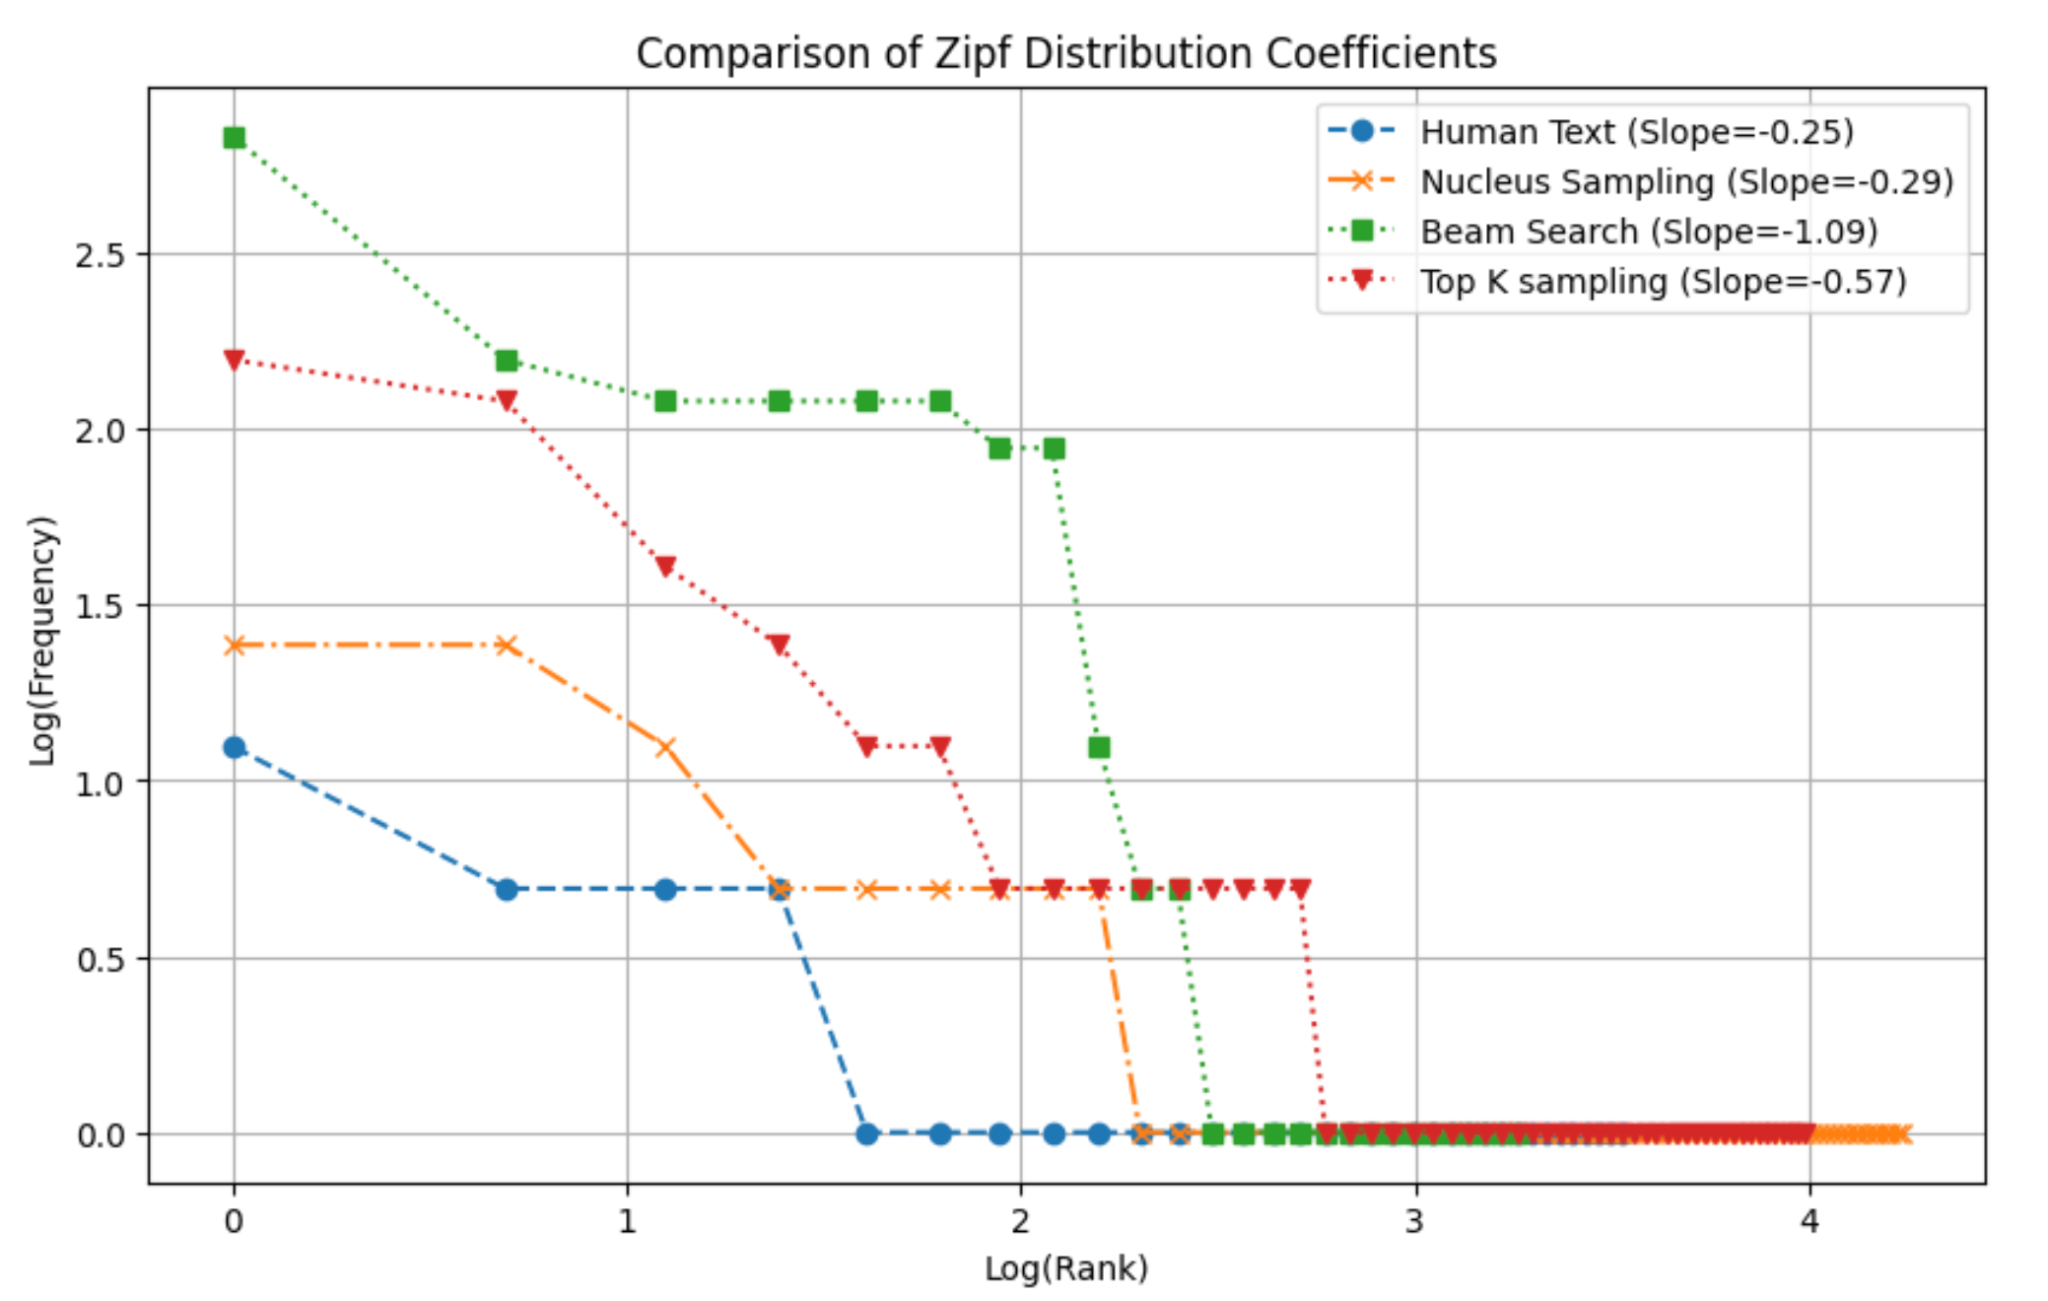 Comparison of Zipf Distribution Coefficients
Human Text (Slope=-0.25)
Nucleus Sampling (Slope=-0.29)
Beam Search (Slope=-1.09)
Top K sampling (Slope=-0.57)
2.5
2.0
1.5
1.0
0.5
0.0
Log(Frequency)
0 1 2 3 4
Log(Rank)